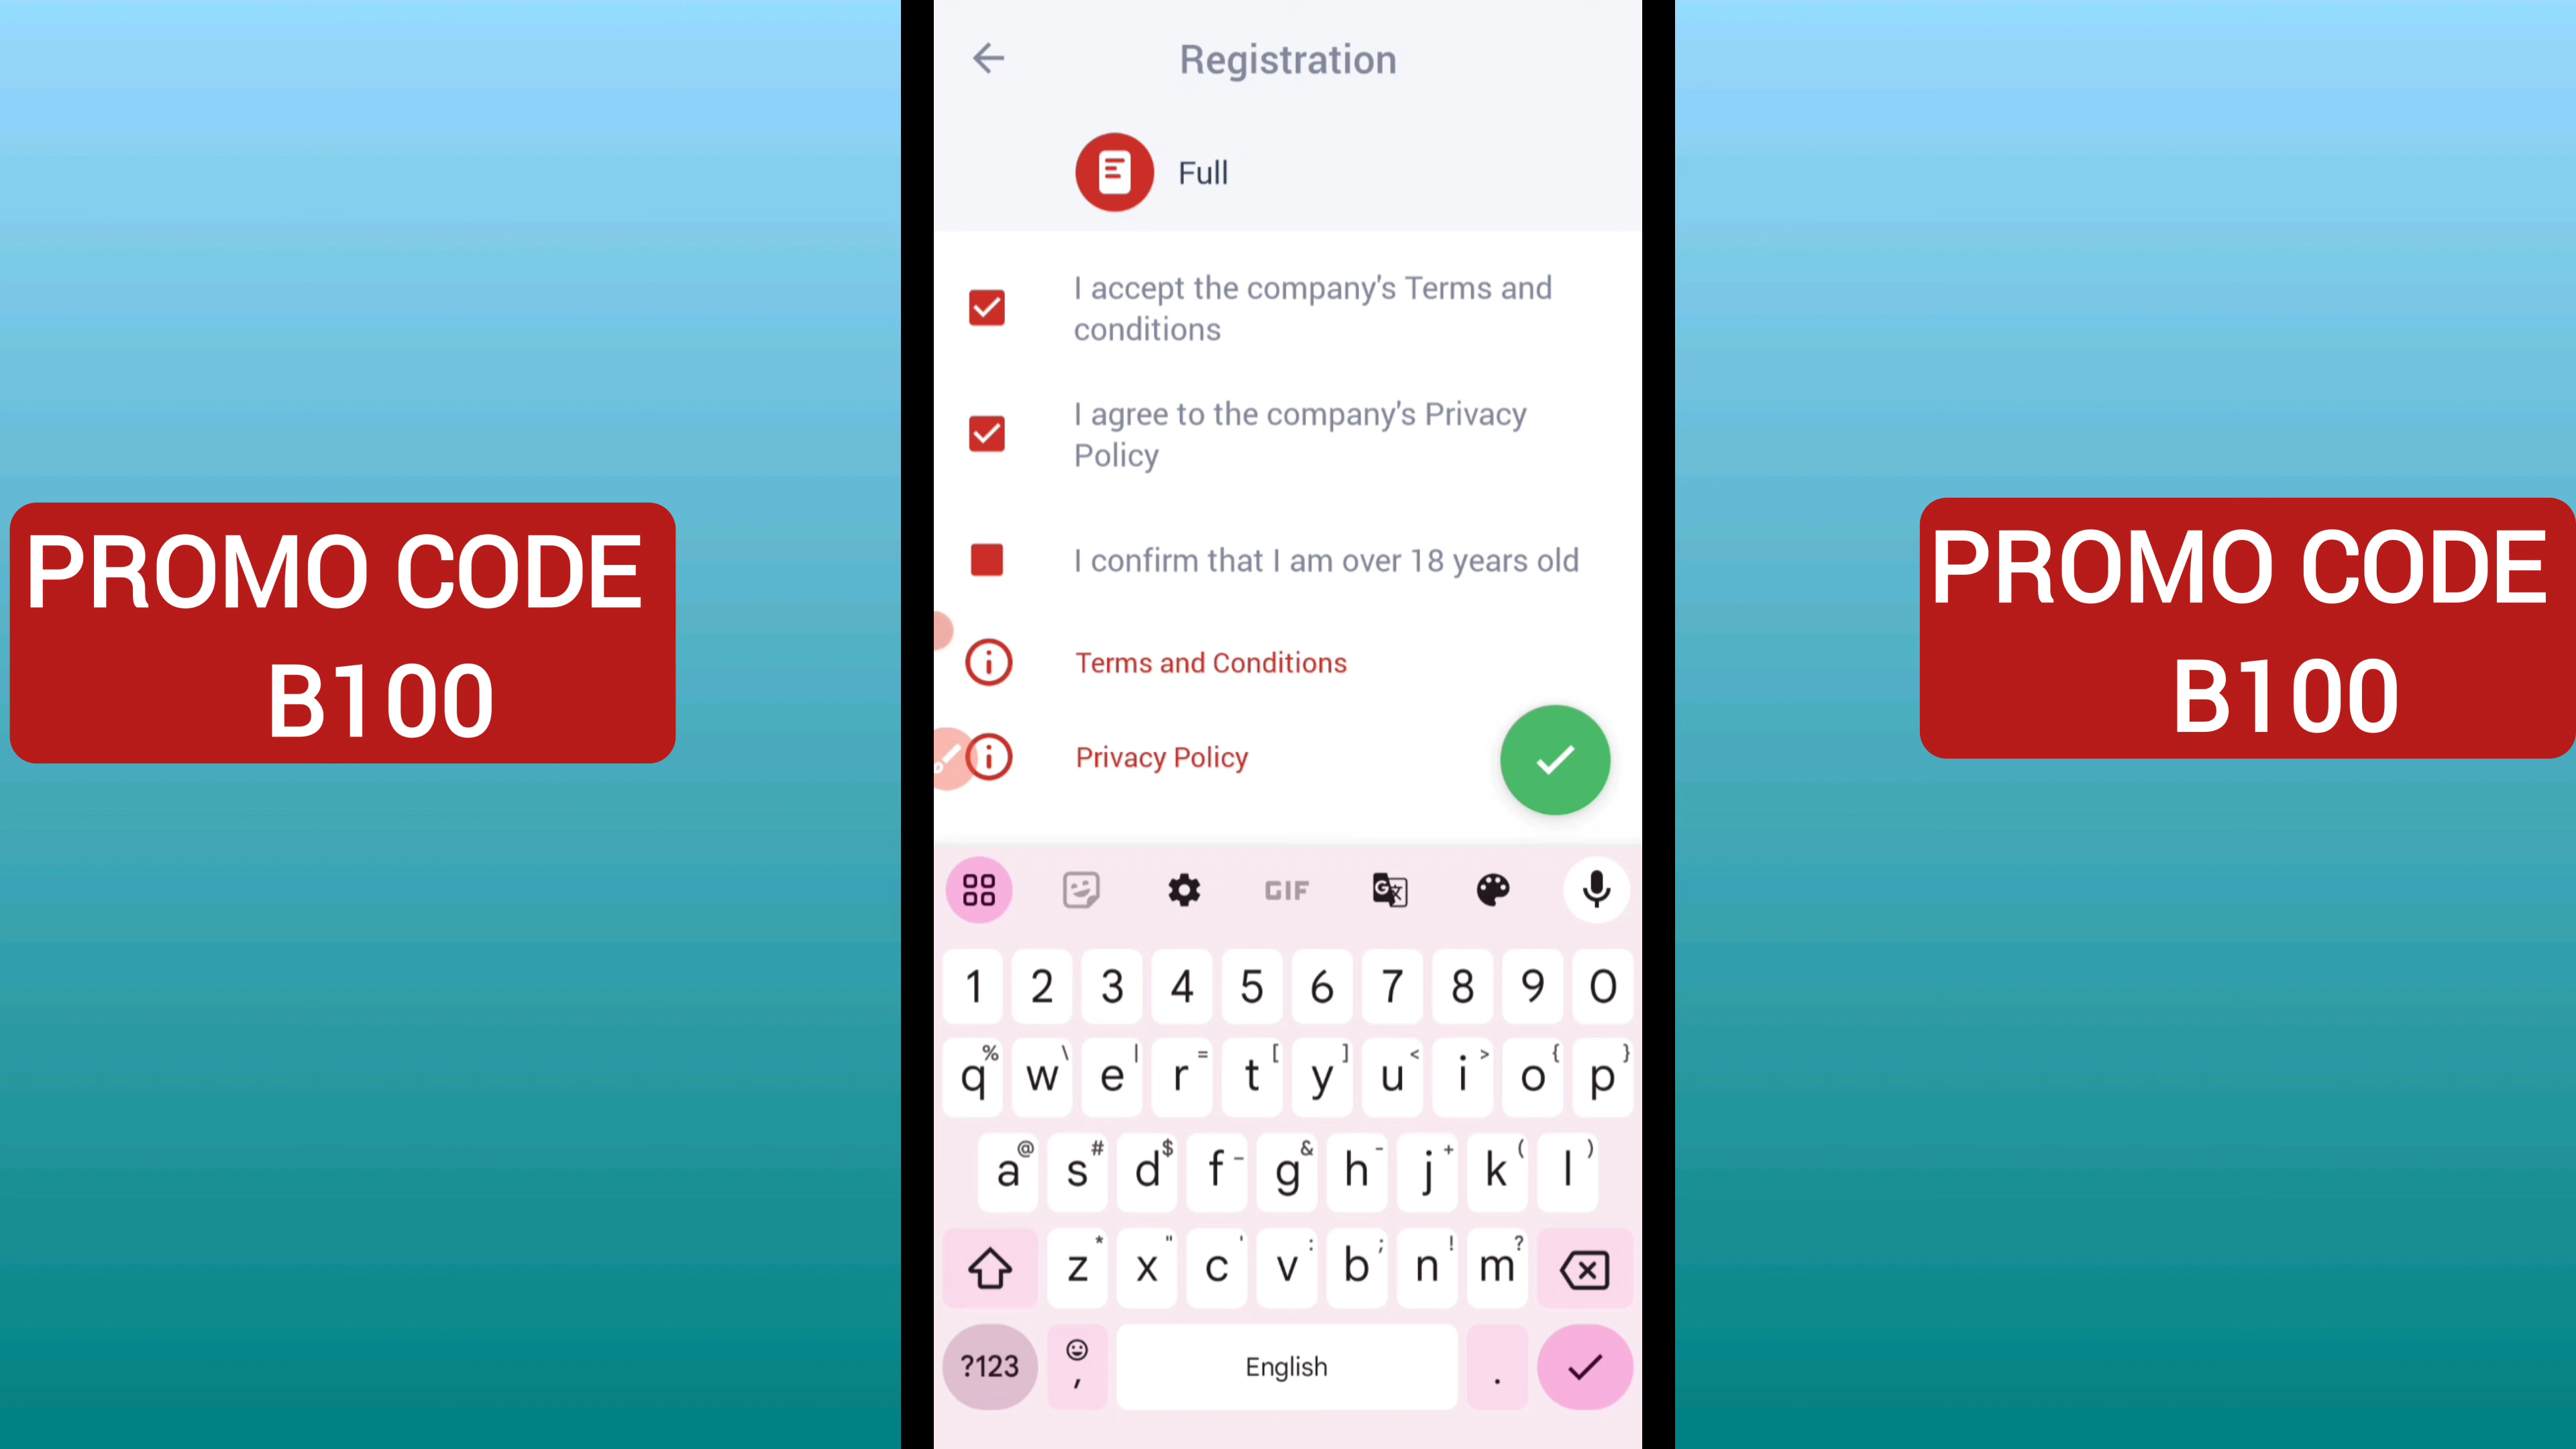 Registration
Full
I accept the company's Terms and
conditions
I agree to the company's Privacy
Policy
I confirm that I am over 18 years old
Terms and Conditions
Privacy Policy
PROMO CODE
B100
PROMO CODE
B100
GIF
1 2 3 4 5 6 7 8 9 0
% \ | = [ ] < > { }
q w e r t y u i o p
@ # $ _ & - + ( )
a s d f g h j k l
* " ' : ; ! ?
z x c v b n m
?123 , English .